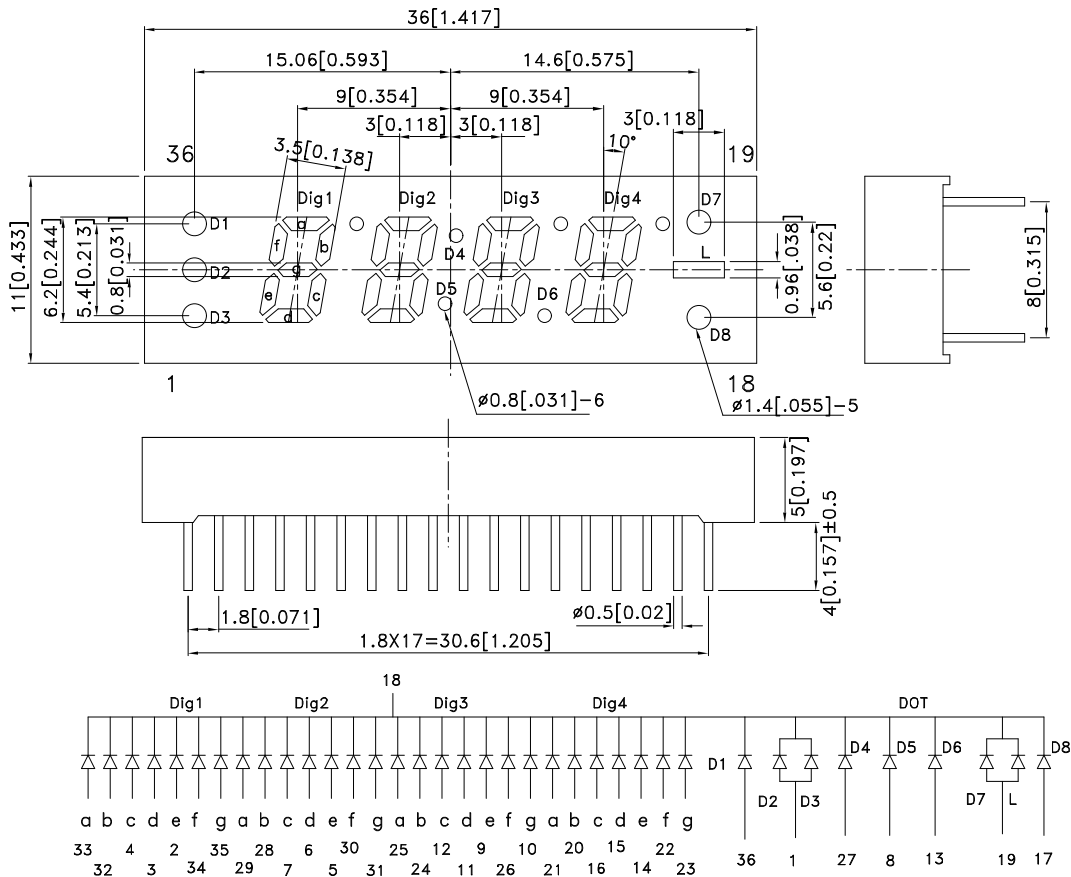 36[1.417]
15.06[0.593] 14.6[0.575]
9[0.354] 9[0.354]
3[0.118] 3[0.118] 3[0.118]
3.5[0.138] 10°
36 19
Dig1 Dig2 Dig3 Dig4 D7
D1 a
f b D4 L
D2 g
e c D5 D6
D3 d D8
11[0.433]
6.2[0.244]
5.4[0.213]
0.8[0.031]
0.96[.038]
5.6[0.22]
8[0.315]
1 18
ø0.8[.031]-6 ø1.4[.055]-5
5[0.197]
4[0.157]±0.5
1.8[0.071] ø0.5[0.02]
1.8X17=30.6[1.205]
18
Dig1 Dig2 Dig3 Dig4 DOT
D1 D4 D5 D6 D8
D2 D3 D7 L
a b c d e f g a b c d e f g a b c d e f g a b c d e f g
33 4 2 35 28 6 30 25 12 9 10 20 15 22
32 3 34 29 7 5 31 24 11 26 21 16 14 23
36 1 27 8 13 19 17